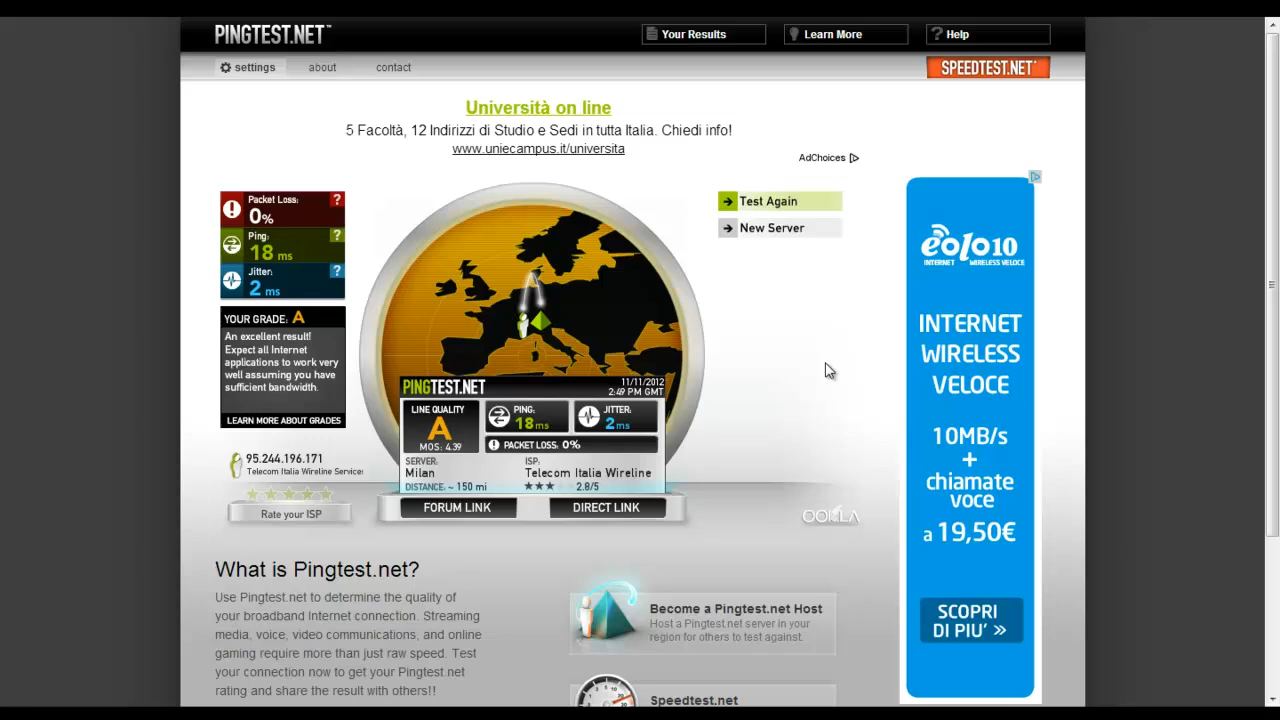 PINGTEST.NET™
Your Results
Learn More
? Help
settings
about
contact
SPEEDTEST.NET
Università on line
5 Facoltà, 12 Indirizzi di Studio e Sedi in tutta Italia. Chiedi info!
www.uniecampus.it/universita
AdChoices
Packet Loss: ?
0%
Ping: ?
18 ms
Jitter: ?
2 ms
YOUR GRADE: A
An excellent result!
Expect all Internet
applications to work very
well assuming you have
sufficient bandwidth.
LEARN MORE ABOUT GRADES
95.244.196.171
Telecom Italia Wireline Service
Rate your ISP
PINGTEST.NET
11/11/2012
2:49 PM GMT
LINE QUALITY
A
MOS: 4.39
PING:
18ms
JITTER:
2ms
PACKET LOSS: 0%
SERVER:
Milan
DISTANCE: ~ 150 mi
ISP:
Telecom Italia Wireline
★★★ 2.8/5
FORUM LINK
DIRECT LINK
Test Again
New Server
OOKLA
eolo10
INTERNET WIRELESS VELOCE
INTERNET
WIRELESS
VELOCE
10MB/s
+
chiamate
voce
a 19,50€
SCOPRI
DI PIU' »
What is Pingtest.net?
Use Pingtest.net to determine the quality of
your broadband Internet connection. Streaming
media, voice, video communications, and online
gaming require more than just raw speed. Test
your connection now to get your Pingtest.net
rating and share the result with others!!
Become a Pingtest.net Host
Host a Pingtest.net server in your
region for others to test against.
Speedtest.net